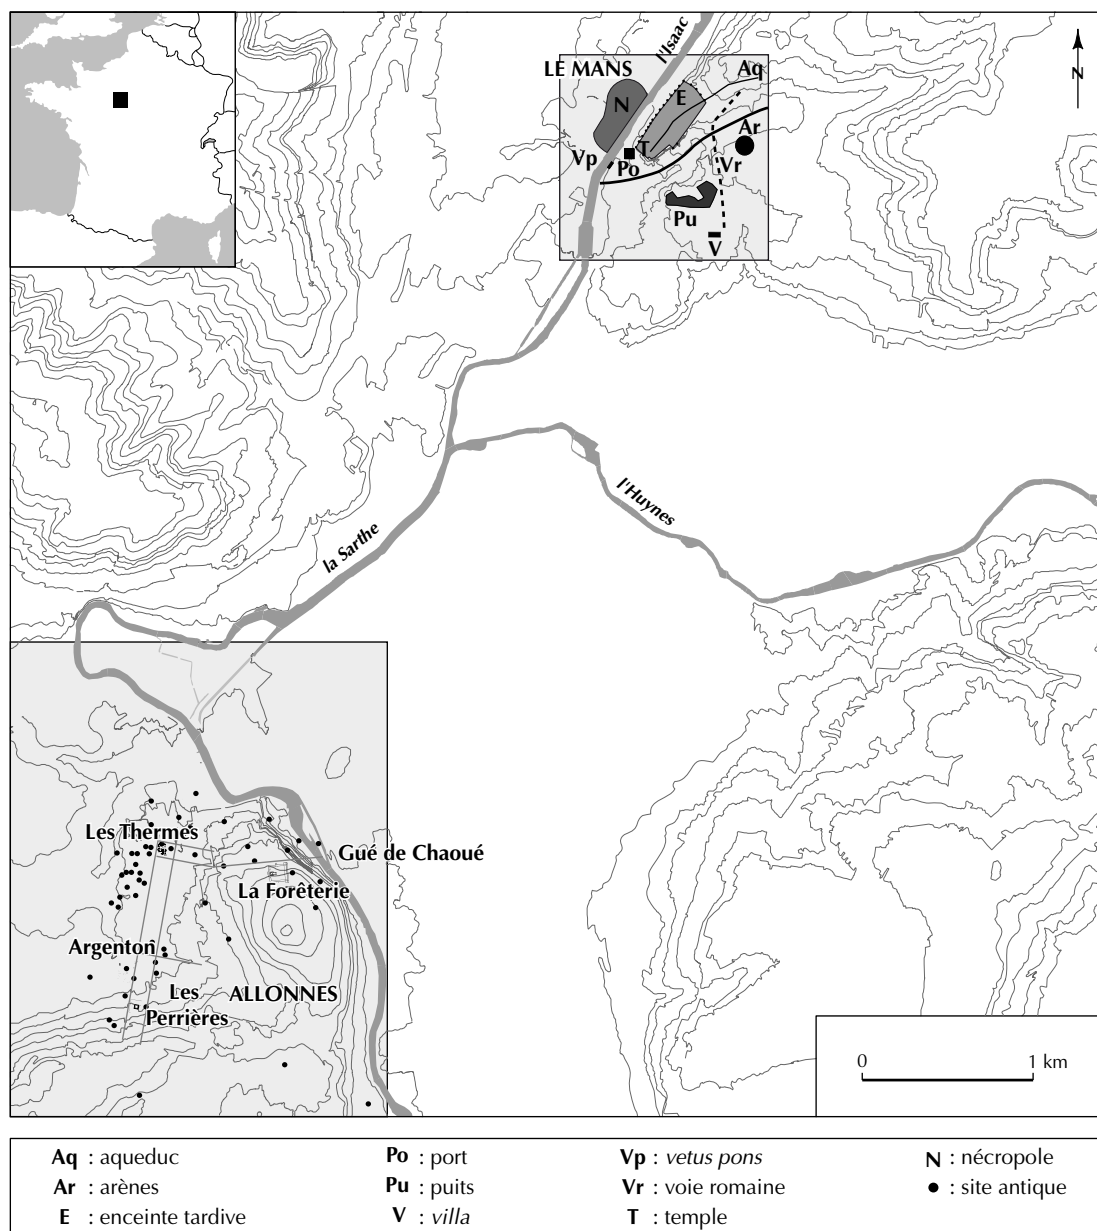 l'Isaac
N
LE MANS
Aq
E
N
Ar
T
Vp
Po
Vr
Pu
V
l'Huynes
la Sarthe
Les Thermes
Gué de Chaoué
La Forêterie
Argenton
Les
Perrières
ALLONNES
0 1 km
Aq : aqueduc
Ar : arènes
E : enceinte tardive
Po : port
Pu : puits
V : villa
Vp : vetus pons
Vr : voie romaine
T : temple
N : nécropole
● : site antique